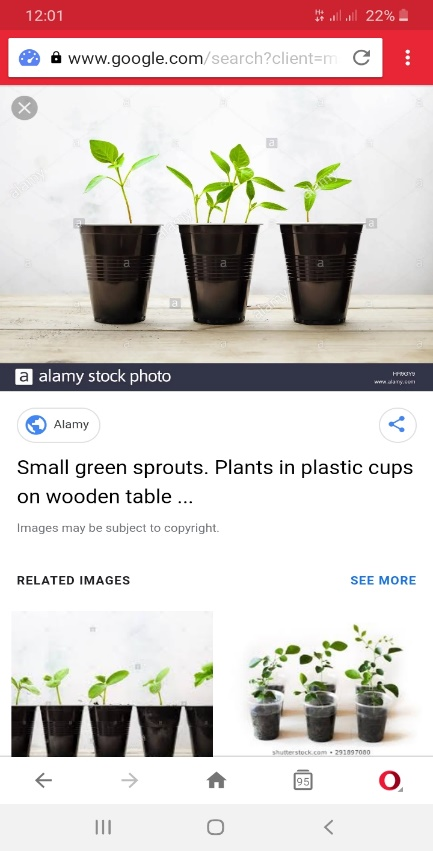 12:01
22%
www.google.com/search?client=m
alamy
a
a
a
a
a
a
a
a alamy stock photo
www.alamy.com
Alamy
Small green sprouts. Plants in plastic cups
on wooden table ...
Images may be subject to copyright.
RELATED IMAGES
SEE MORE
shutterstock.com • 291897080
95